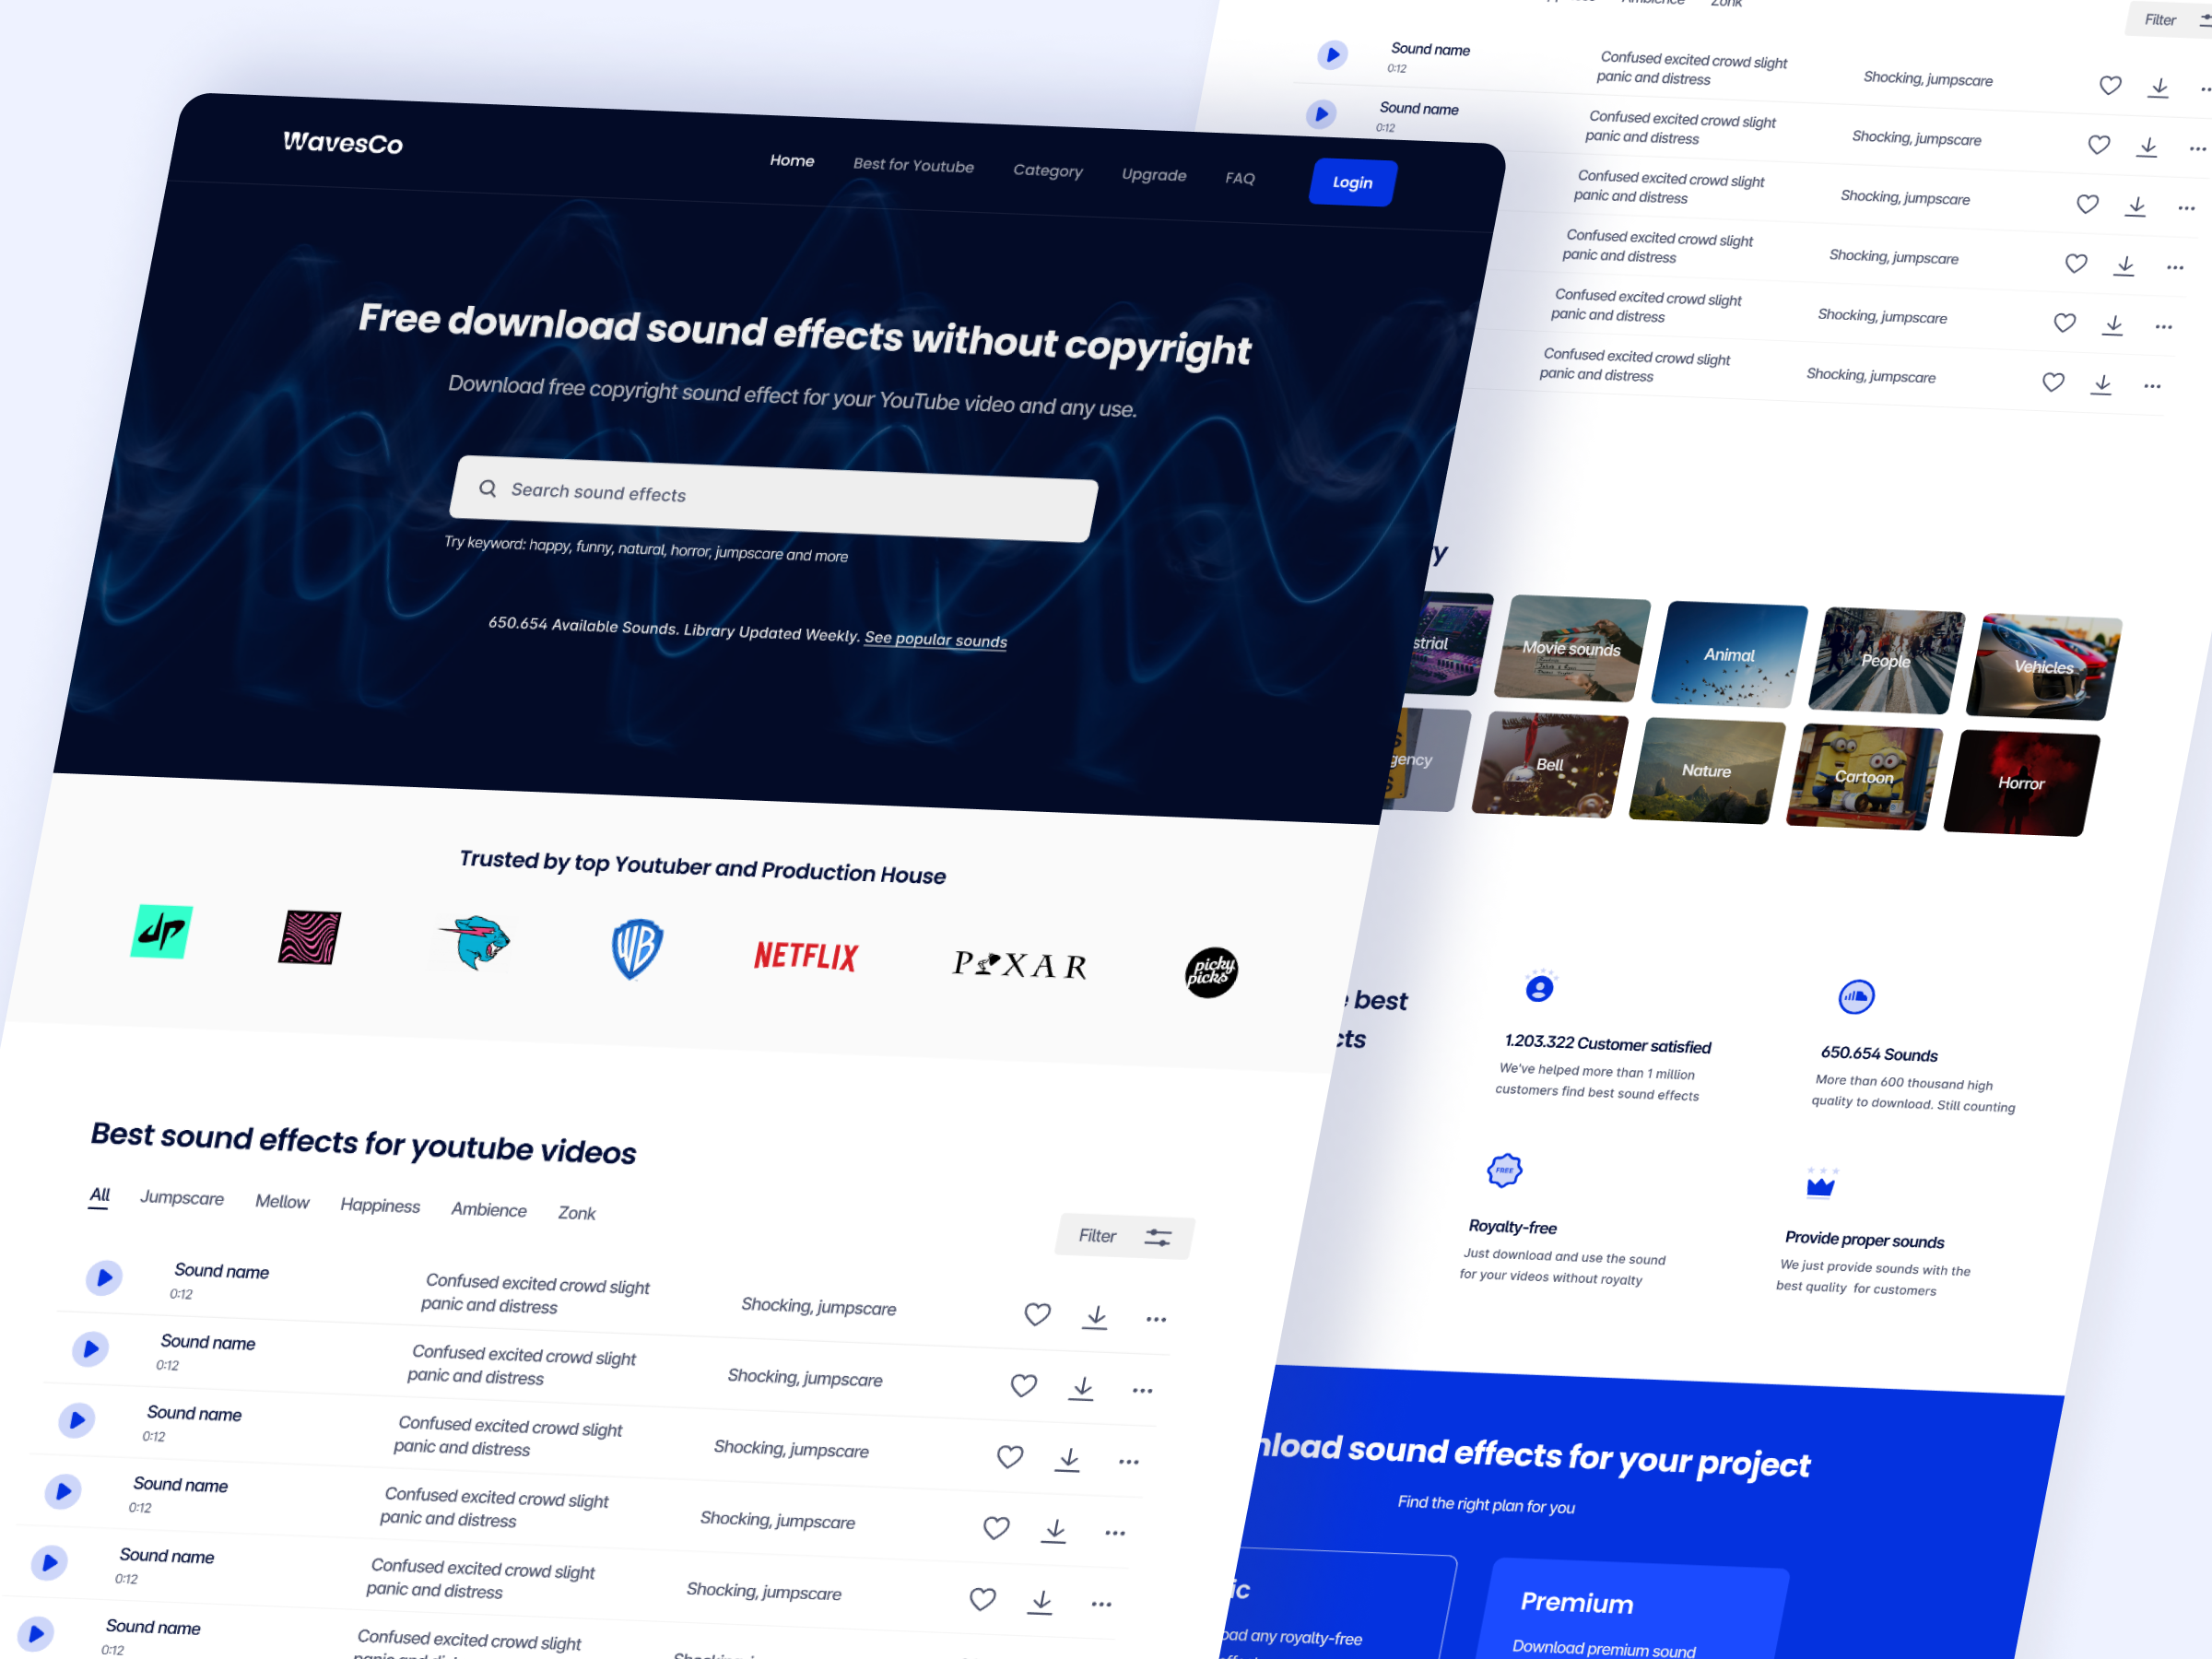 WavesCo
Home
Best for Youtube
Category
Upgrade
FAQ
Login
Free download sound effects without copyright
Download free copyright sound effect for your YouTube video and any use.
Search sound effects
Try keyword: happy, funny, natural, horror, jumpscare and more
650.654 Available Sounds. Library Updated Weekly. See popular sounds
Trusted by top Youtuber and Production House
WB
NETFLIX
PIXAR
picky
picks
Best sound effects for youtube videos
All
Jumpscare
Mellow
Happiness
Ambience
Zonk
Filter
Sound name
0:12
Confused excited crowd slight
panic and distress
Shocking, jumpscare
Sound name
0:12
Confused excited crowd slight
panic and distress
Shocking, jumpscare
Sound name
0:12
Confused excited crowd slight
panic and distress
Shocking, jumpscare
Sound name
0:12
Confused excited crowd slight
panic and distress
Shocking, jumpscare
Sound name
0:12
Confused excited crowd slight
panic and distress
Shocking, jumpscare
Sound name
0:12
Confused excited crowd slight
Zonk
Filter
Sound name
0:12
Confused excited crowd slight
panic and distress
Shocking, jumpscare
Sound name
0:12
Confused excited crowd slight
panic and distress
Shocking, jumpscare
Confused excited crowd slight
panic and distress
Shocking, jumpscare
Confused excited crowd slight
panic and distress
Shocking, jumpscare
Confused excited crowd slight
panic and distress
Shocking, jumpscare
Confused excited crowd slight
panic and distress
Shocking, jumpscare
Movie sounds
Animal
People
Vehicles
Bell
Nature
Cartoon
Horror
best
1.203.322 Customer satisfied
We've helped more than 1 million
customers find best sound effects
650.654 Sounds
More than 600 thousand high
quality to download. Still counting
FREE
Royalty-free
Just download and use the sound
for your videos without royalty
Provide proper sounds
We just provide sounds with the
best quality for customers
sound effects for your project
Find the right plan for you
any royalty-free
Premium
Download premium sound